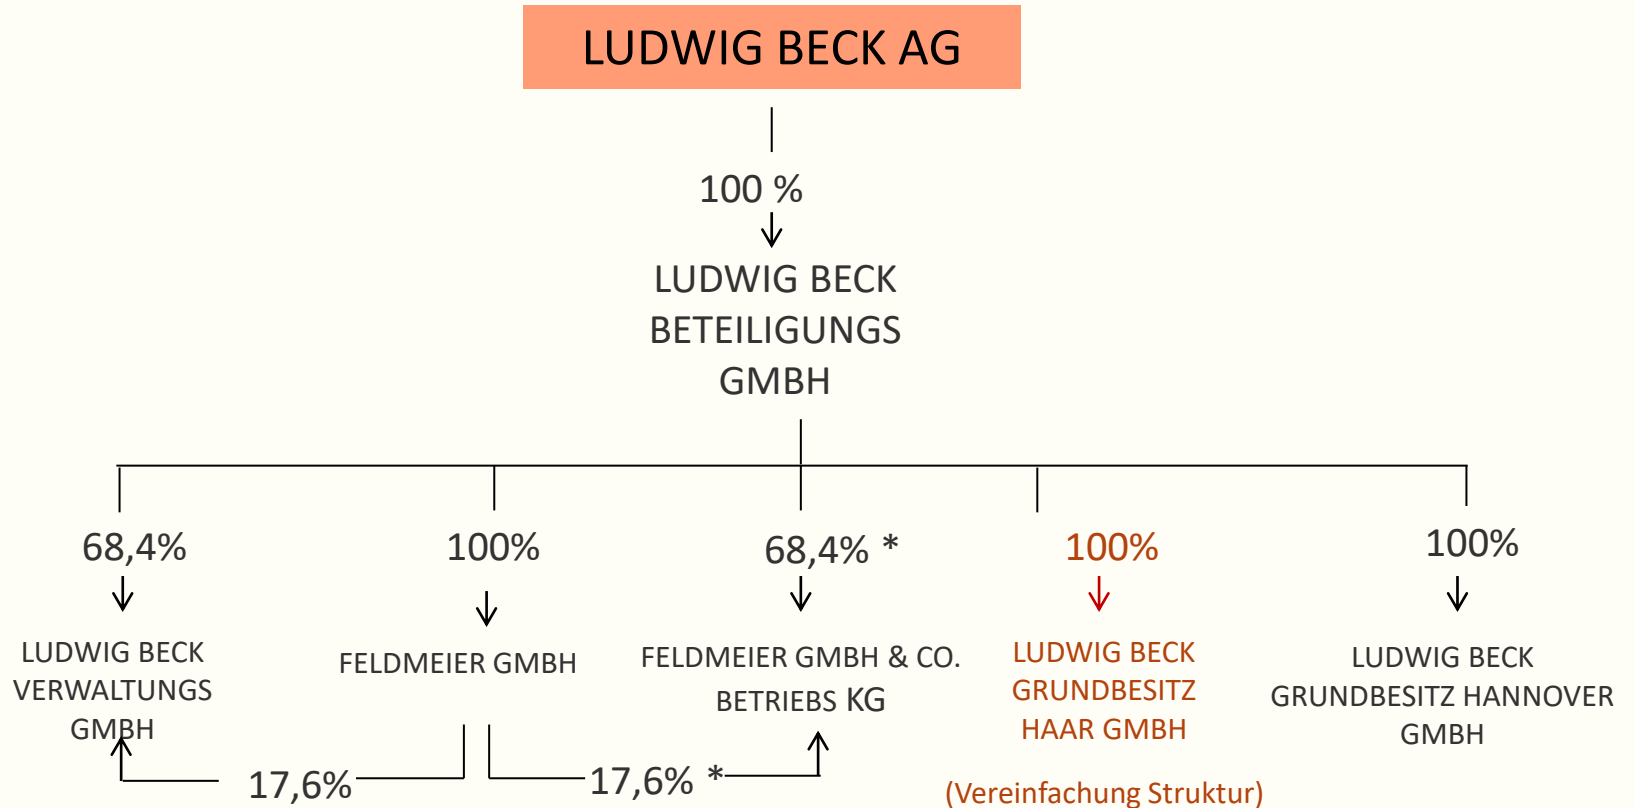 LUDWIG BECK AG
100 %
LUDWIG BECK
BETEILIGUNGS
GMBH
68,4%
100%
68,4% *
100%
100%
LUDWIG BECK
VERWALTUNGS
GMBH
FELDMEIER GMBH
FELDMEIER GMBH & CO.
BETRIEBS KG
LUDWIG BECK
GRUNDBESITZ
HAAR GMBH
LUDWIG BECK
GRUNDBESITZ HANNOVER
GMBH
17,6%
17,6% *
(Vereinfachung Struktur)